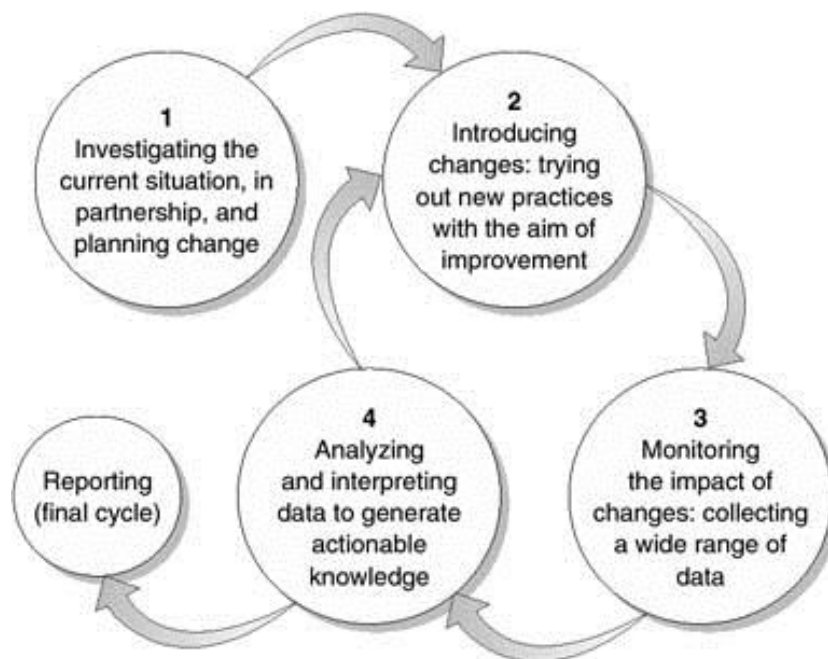 1
Investigating the
current situation, in
partnership, and
planning change
2
Introducing
changes: trying
out new practices
with the aim of
improvement
3
Monitoring
the impact of
changes: collecting
a wide range of
data
4
Analyzing
and interpreting
data to generate
actionable
knowledge
Reporting
(final cycle)